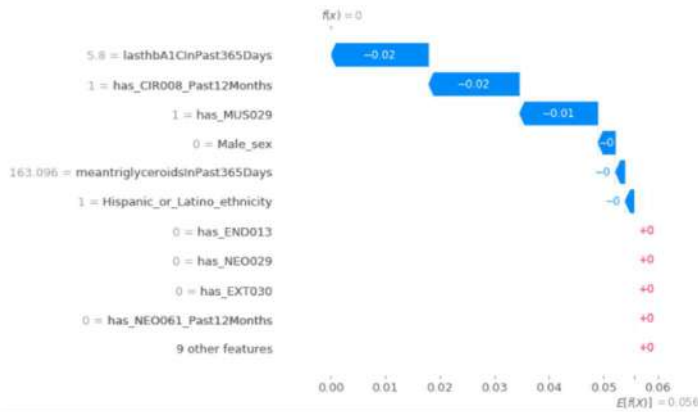 f(x) = 0
5.8 = lasthbA1CInPast365Days
−0.02
1 = has_CIR008_Past12Months
−0.02
1 = has_MUS029
−0.01
0 = Male_sex
−0
163.096 = meantriglyceroidsInPast365Days
−0
1 = Hispanic_or_Latino_ethnicity
−0
0 = has_END013
+0
0 = has_NEO029
+0
0 = has_EXT030
+0
0 = has_NEO061_Past12Months
+0
9 other features
+0
0.00 0.01 0.02 0.03 0.04 0.05 0.06
E[f(X)] = 0.056